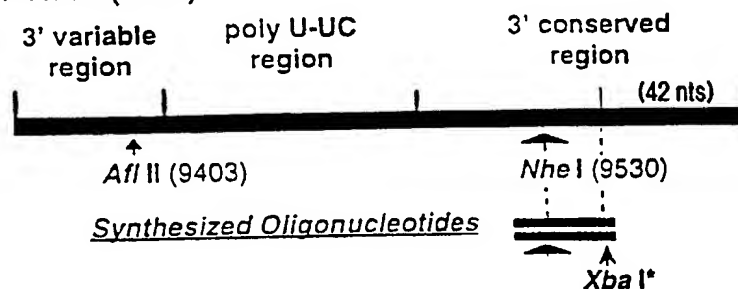 3' variable region
poly U-UC region
3' conserved region
(42 nts)
Afl II (9403)
Nhe I (9530)
Synthesized Oligonucleotides
Xba I*